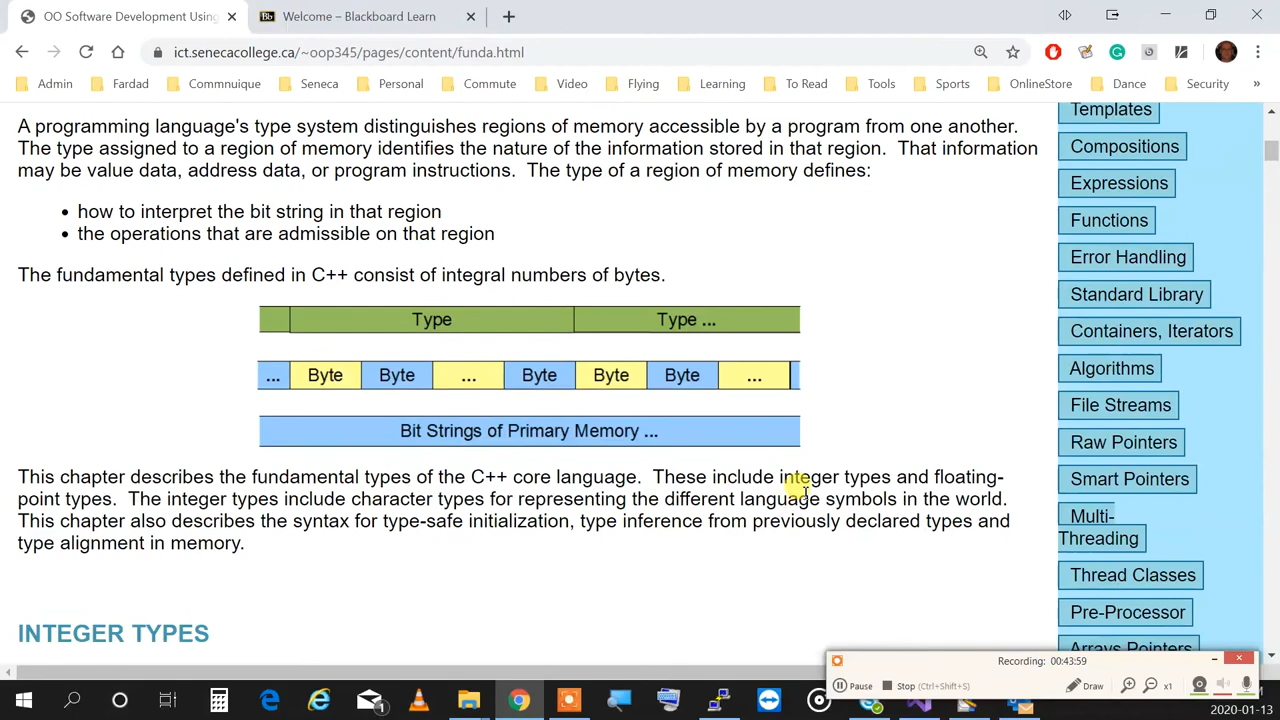 OO Software Development Using
Welcome – Blackboard Learn
ict.senecacollege.ca/~oop345/pages/content/funda.html
Admin Fardad Commnuique Seneca Personal Commute Video Flying Learning To Read Tools Sports OnlineStore Dance Security »
A programming language's type system distinguishes regions of memory accessible by a program from one another.
The type assigned to a region of memory identifies the nature of the information stored in that region.  That information
may be value data, address data, or program instructions.  The type of a region of memory defines:
• how to interpret the bit string in that region
• the operations that are admissible on that region
The fundamental types defined in C++ consist of integral numbers of bytes.
Type Type ...
... Byte Byte ... Byte Byte Byte ...
Bit Strings of Primary Memory ...
This chapter describes the fundamental types of the C++ core language.  These include integer types and floating-
point types.  The integer types include character types for representing the different language symbols in the world.
This chapter also describes the syntax for type-safe initialization, type inference from previously declared types and
type alignment in memory.
INTEGER TYPES
Templates
Compositions
Expressions
Functions
Error Handling
Standard Library
Containers, Iterators
Algorithms
File Streams
Raw Pointers
Smart Pointers
Multi-
Threading
Thread Classes
Pre-Processor
Arrays Pointers
Recording: 00:43:59
Pause Stop (Ctrl+Shift+S) Draw x1
1
2020-01-13